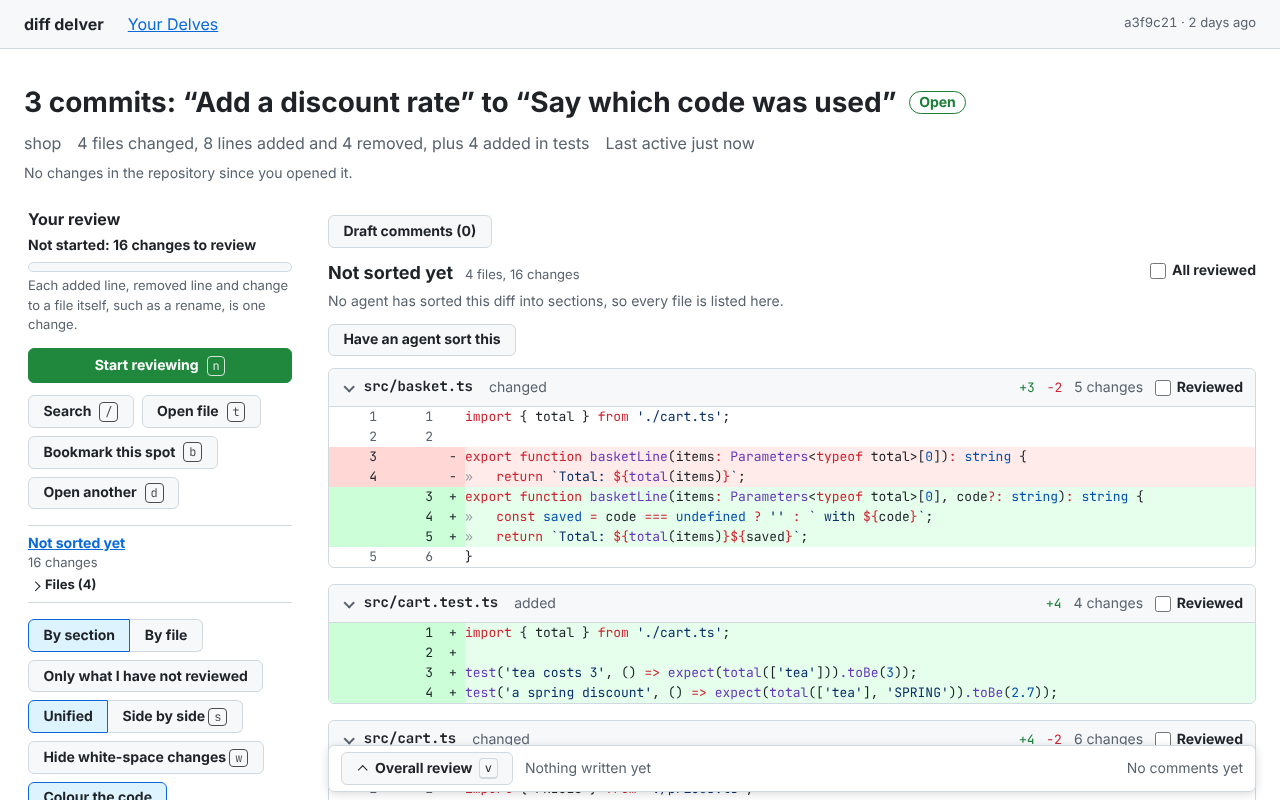 diff delver Your Delves a3f9c21 · 2 days ago
3 commits: “Add a discount rate” to “Say which code was used” Open
shop 4 files changed, 8 lines added and 4 removed, plus 4 added in tests Last active just now
No changes in the repository since you opened it.
Your review
Not started: 16 changes to review
Each added line, removed line and change
to a file itself, such as a rename, is one
change.
Start reviewing n
Search /
Open file t
Bookmark this spot b
Open another d
Not sorted yet
16 changes
Files (4)
By section By file
Only what I have not reviewed
Unified Side by side s
Hide white-space changes w
Colour the code
Draft comments (0)
Not sorted yet 4 files, 16 changes All reviewed
No agent has sorted this diff into sections, so every file is listed here.
Have an agent sort this
src/basket.ts changed +3 -2 5 changes Reviewed
1 1 import { total } from './cart.ts';
2 2
3 - export function basketLine(items: Parameters<typeof total>[0]): string {
4 - » return `Total: ${total(items)}`;
3 + export function basketLine(items: Parameters<typeof total>[0], code?: string): string {
4 + » const saved = code === undefined ? '' : ` with ${code}`;
5 + » return `Total: ${total(items)}${saved}`;
5 6 }
src/cart.test.ts added +4 4 changes Reviewed
1 + import { total } from './cart.ts';
2 +
3 + test('tea costs 3', () => expect(total(['tea'])).toBe(3));
4 + test('a spring discount', () => expect(total(['tea'], 'SPRING')).toBe(2.7));
src/cart.ts changed +4 -2 6 changes Reviewed
Overall review v Nothing written yet No comments yet